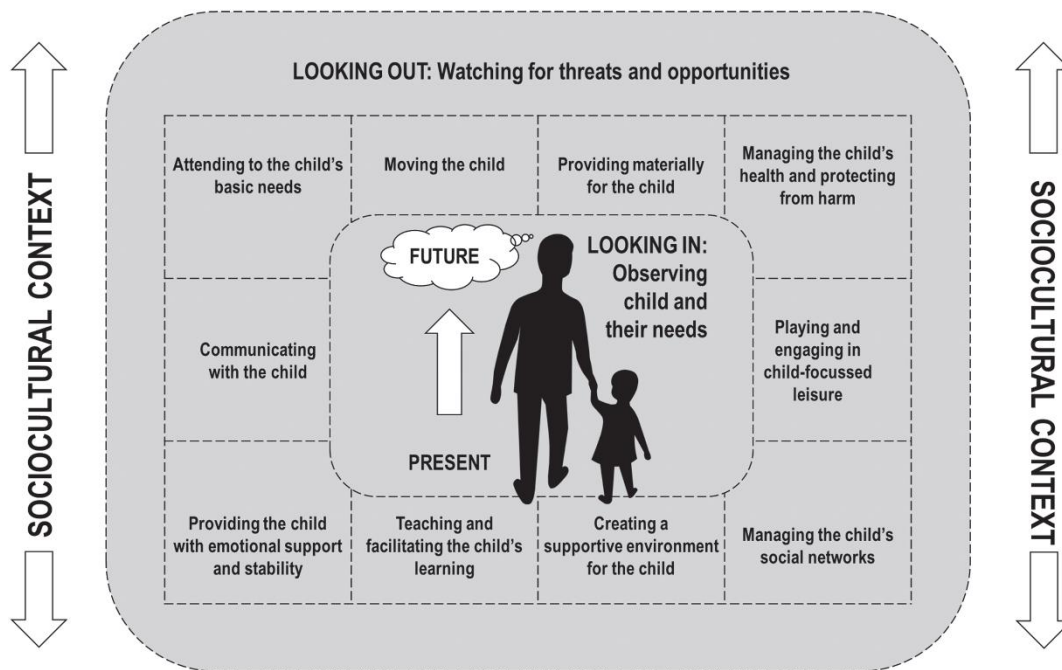 SOCIOCULTURAL CONTEXT
LOOKING OUT: Watching for threats and opportunities
Attending to the child’s
basic needs
Moving the child
Providing materially
for the child
Managing the child’s
health and protecting
from harm
FUTURE
LOOKING IN:
Observing
child and
their needs
Communicating
with the child
Playing and
engaging in
child-focussed
leisure
PRESENT
Providing the child
with emotional support
and stability
Teaching and
facilitating the child’s
learning
Creating a
supportive environment
for the child
Managing the child’s
social networks
SOCIOCULTURAL CONTEXT